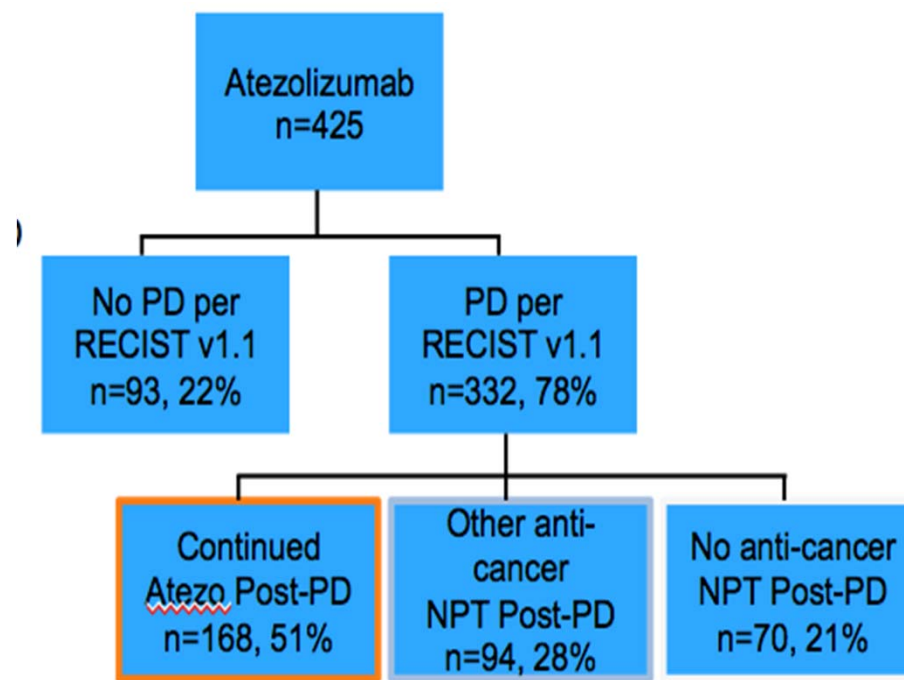 Atezolizumab
n=425
)
No PD per
RECIST v1.1
n=93, 22%
PD per
RECIST v1.1
n=332, 78%
Continued
Atezo Post-PD
n=168, 51%
Other anti-
cancer
NPT Post-PD
n=94, 28%
No anti-cancer
NPT Post-PD
n=70, 21%